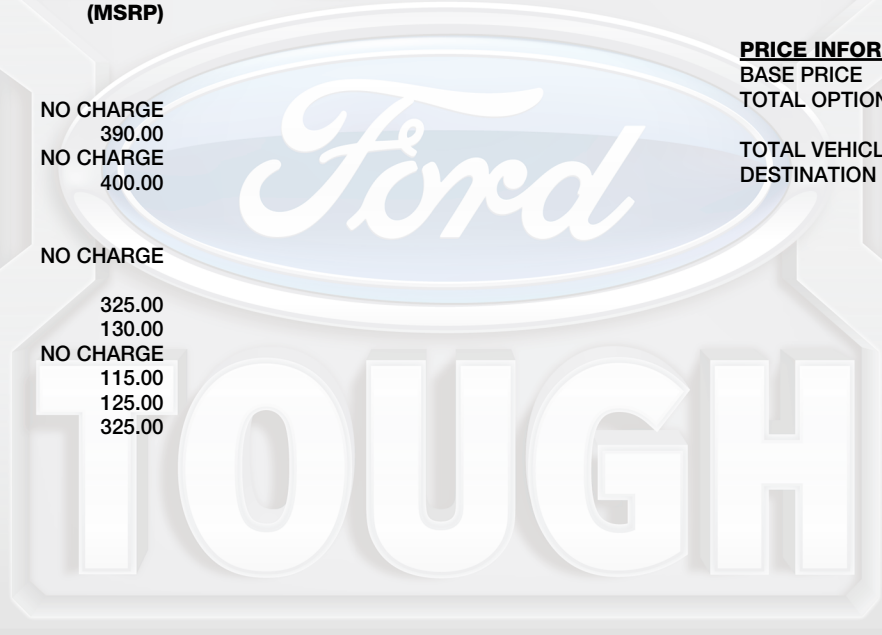 (MSRP)
NO CHARGE
390.00
NO CHARGE
400.00
NO CHARGE
325.00
130.00
NO CHARGE
115.00
125.00
325.00
PRICE INFOR
BASE PRICE
TOTAL OPTION
TOTAL VEHICL
DESTINATION
Ford
TOUGH